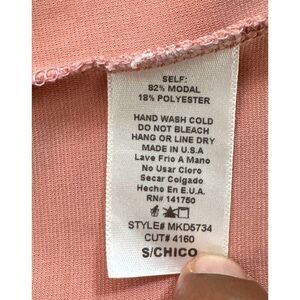 SELF:
82% MODAL
18% POLYESTER
HAND WASH COLD
DO NOT BLEACH
HANG OR LINE DRY
MADE IN U.S.A
Lave Frio A Mano
No Usar Cloro
Secar Colgado
Hecho En E.U.A.
RN# 141750
STYLE# MKD5734
CUT# 4160
S/CHICO